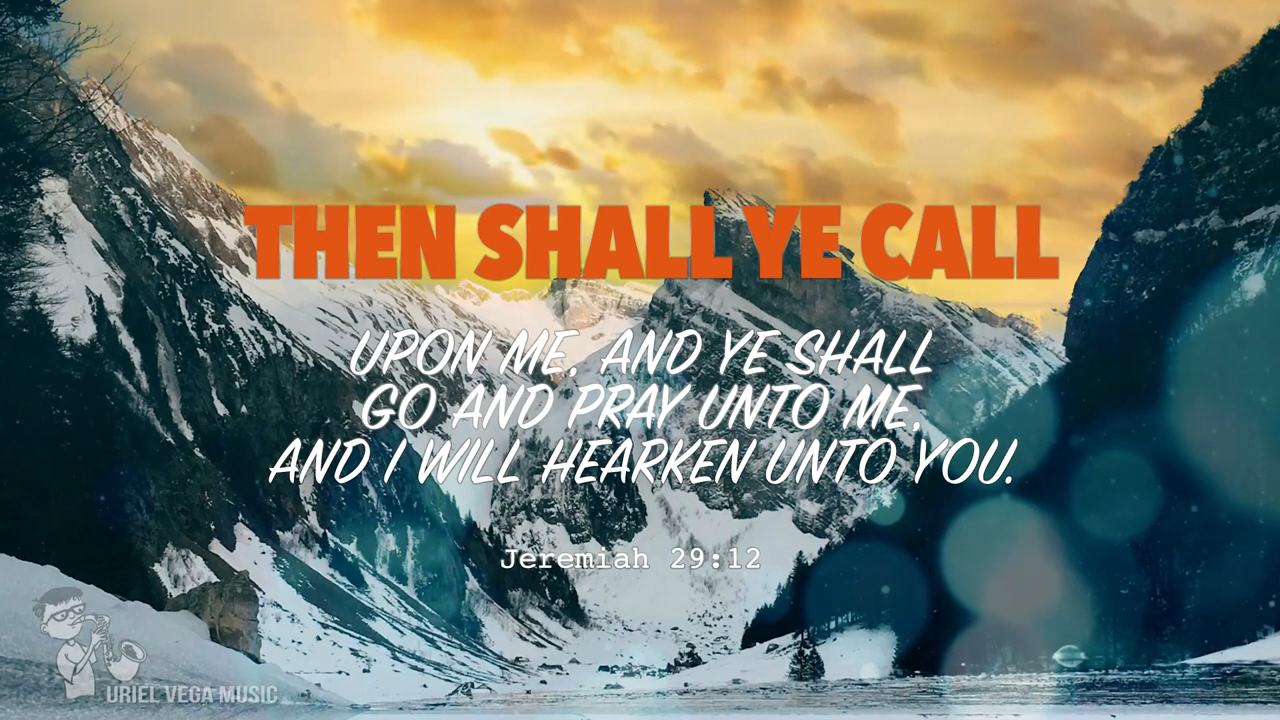 THEN SHALL YE CALL
UPON ME, AND YE SHALL
GO AND PRAY UNTO ME,
AND I WILL HEARKEN UNTO YOU.
Jeremiah 29:12
URIEL VEGA MUSIC